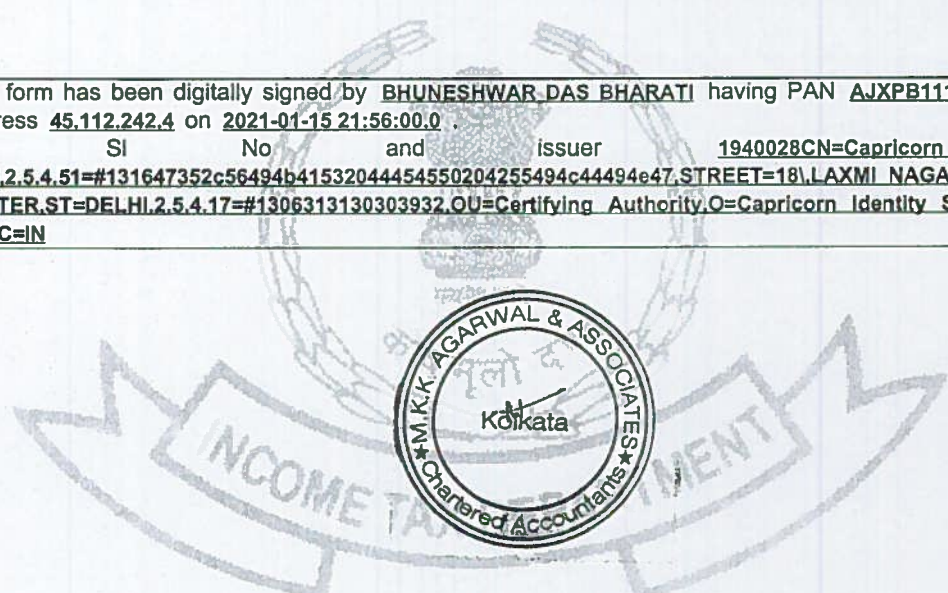 form has been digitally signed by BHUNESHWAR DAS BHARATI having PAN AJXPB111
ress 45.112.242.4 on 2021-01-15 21:56:00.0 .
Sl No and issuer 1940028CN=Capricorn
,2.5.4.51=#131647352c56494b41532044454550204255494c44494e47,STREET=18\,LAXMI NAGA
TER,ST=DELHI,2.5.4.17=#1306313130303932,OU=Certifying Authority,O=Capricorn Identity S
C=IN
M.K.K. AGARWAL & ASSOCIATES
Kolkata
★Chartered Accountants★
INCOME TAX DEPARTMENT